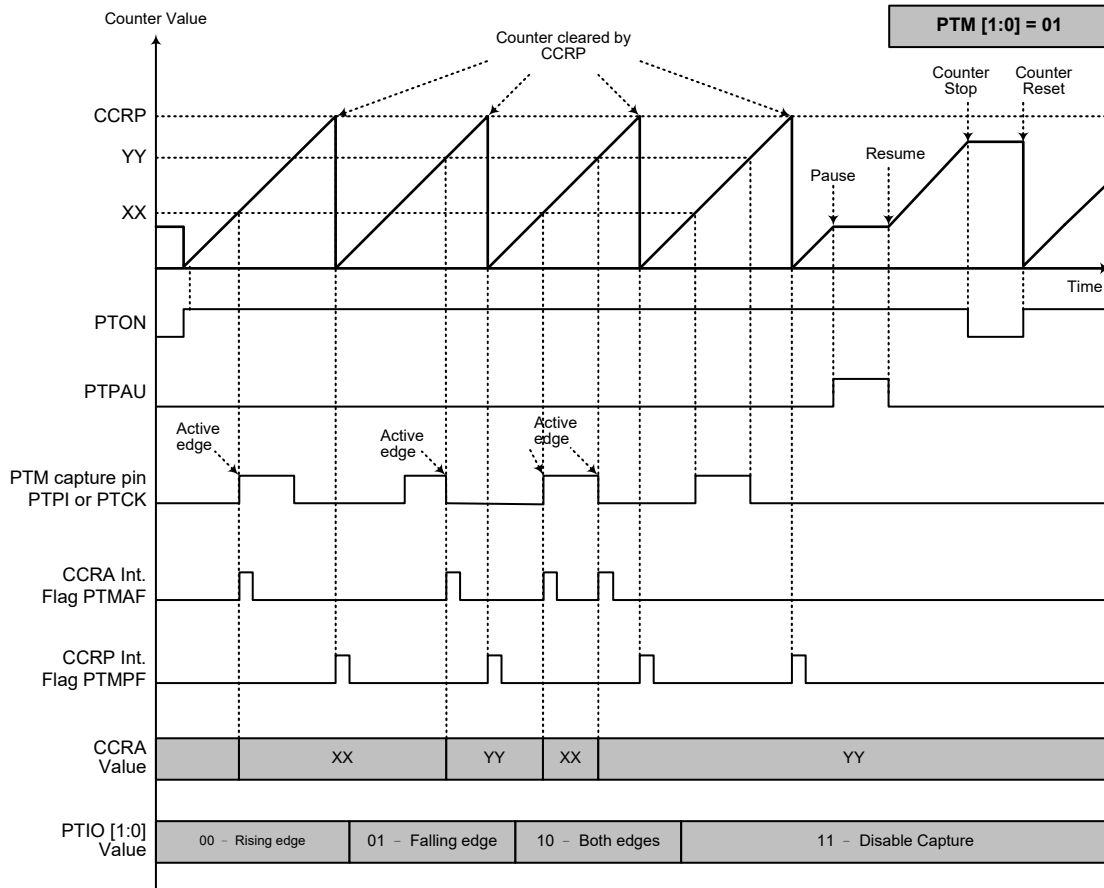 Counter Value
PTM [1:0] = 01
Counter cleared by
CCRP
Counter
Stop
Counter
Reset
CCRP
YY
Resume
Pause
XX
Time
PTON
PTPAU
Active
edge
Active
edge
Active
edge
PTM capture pin
PTPI or PTCK
CCRA Int.
Flag PTMAF
CCRP Int.
Flag PTMPF
CCRA
Value
XX
YY
XX
YY
PTIO [1:0]
Value
00 - Rising edge
01 - Falling edge
10 - Both edges
11 - Disable Capture